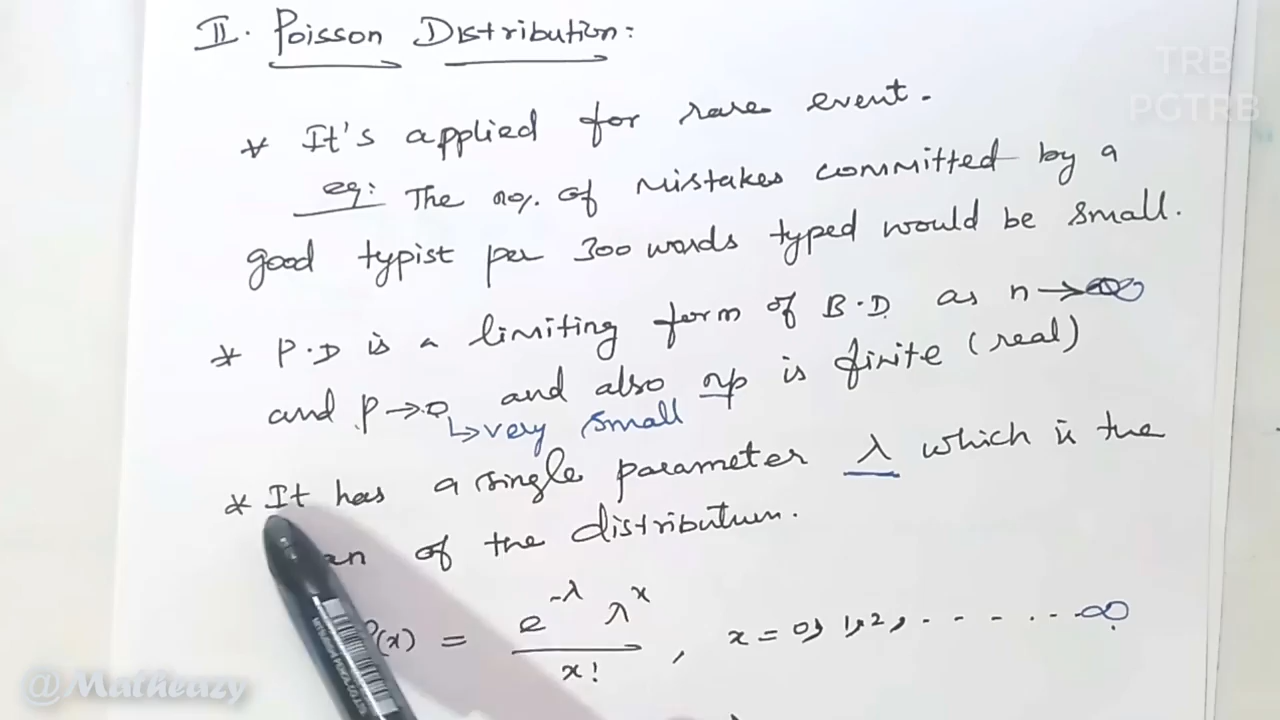 II. Poisson Distribution:
TRB
PGTRB
* It's applied for rare event.
eg: The no. of mistakes committed by a
good typist per 300 words typed would be small.
* P.D is a limiting form of B.D as n → ∞
and p → 0 and also np is finite (real)
↳ very small
* It has a single parameter λ which is the
an of the distribution.
(x) = e^-λ λ^x / x! , x = 0, 1, 2, - - - - - - ∞
@Matheazy